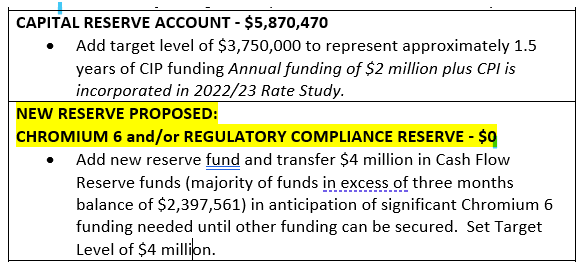 CAPITAL RESERVE ACCOUNT - $5,870,470
• Add target level of $3,750,000 to represent approximately 1.5
years of CIP funding Annual funding of $2 million plus CPI is
incorporated in 2022/23 Rate Study.
NEW RESERVE PROPOSED:
CHROMIUM 6 and/or REGULATORY COMPLIANCE RESERVE - $0
• Add new reserve fund and transfer $4 million in Cash Flow
Reserve funds (majority of funds in excess of three months
balance of $2,397,561) in anticipation of significant Chromium 6
funding needed until other funding can be secured.  Set Target
Level of $4 million.